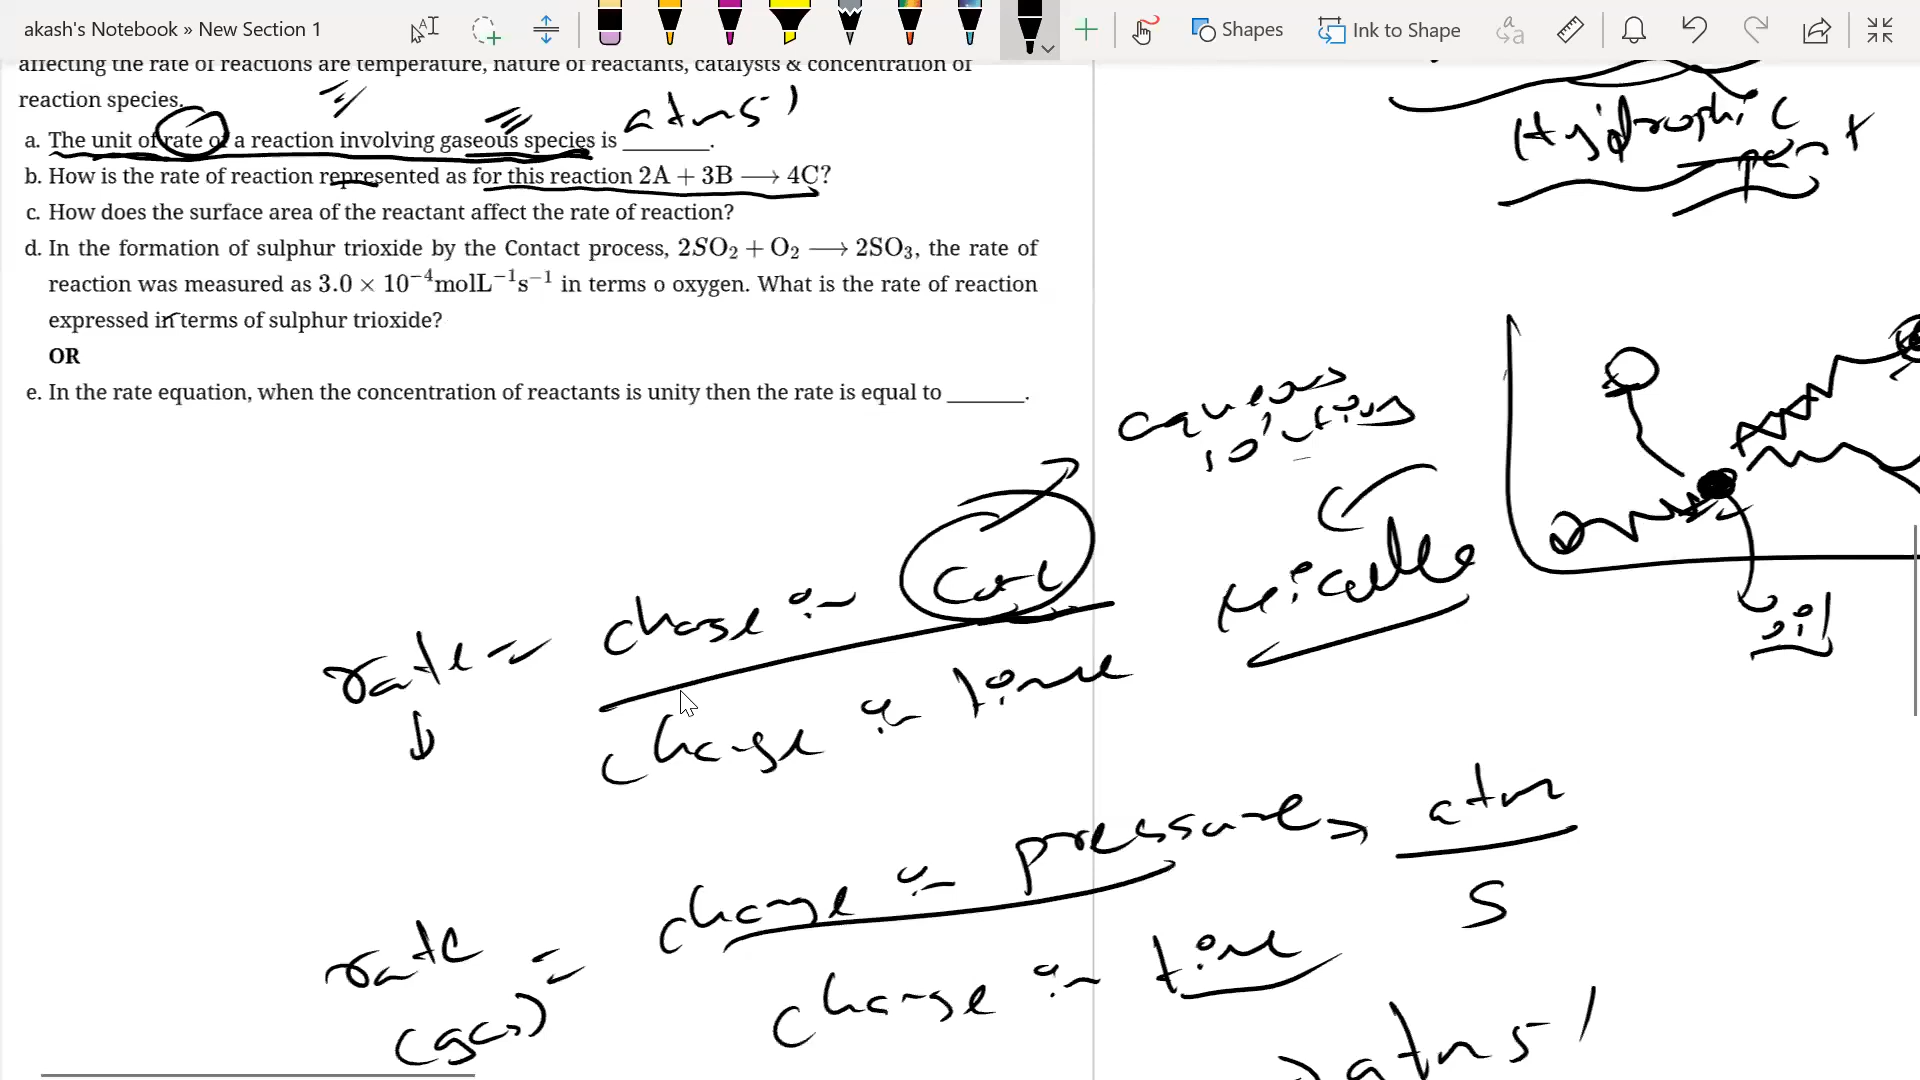 akash's Notebook » New Section 1
Shapes
Ink to Shape
affecting the rate of reactions are temperature, nature of reactants, catalysts & concentration of
reaction species.
a. The unit of rate of a reaction involving gaseous species is ________.
atms-1
b. How is the rate of reaction represented as for this reaction 2A + 3B ⟶ 4C?
c. How does the surface area of the reactant affect the rate of reaction?
d. In the formation of sulphur trioxide by the Contact process, 2SO₂ + O₂ ⟶ 2SO₃, the rate of
reaction was measured as 3.0 × 10⁻⁴molL⁻¹s⁻¹ in terms o oxygen. What is the rate of reaction
expressed in terms of sulphur trioxide?
OR
e. In the rate equation, when the concentration of reactants is unity then the rate is equal to _______.
Hydrophilic
part
aqueous
solution
Micelle
oil
rate = change in conc
change in time
rate = change in pressure → atm
s
(gas)
change in time
atms-1